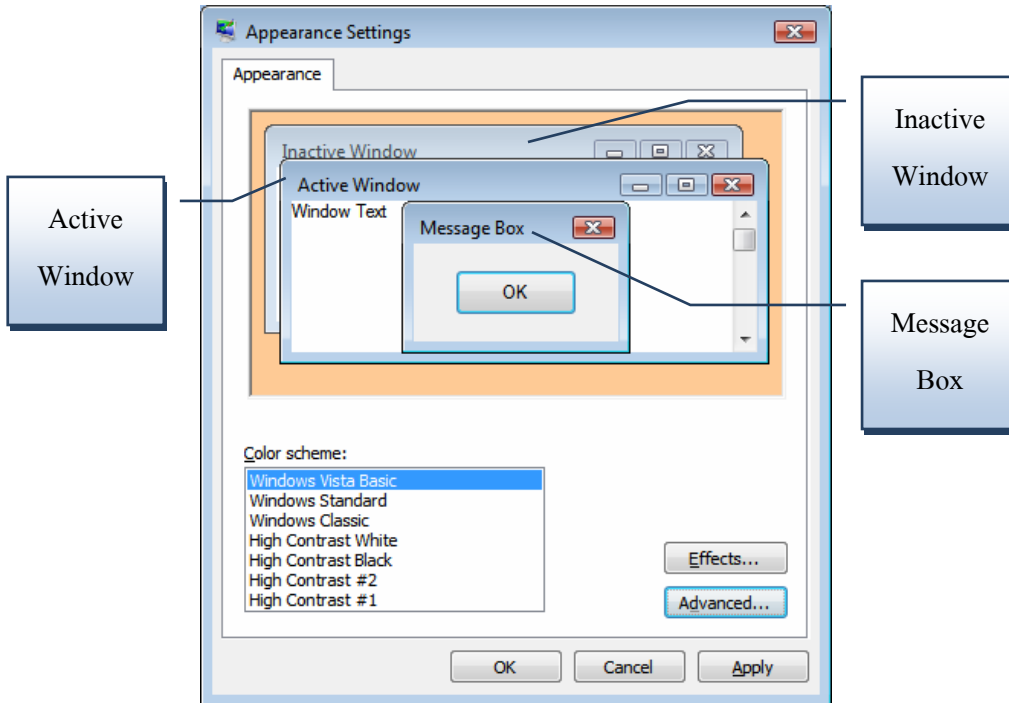 Appearance Settings
Appearance
Inactive Window
Active Window
Window Text
Message Box
OK
Color scheme:
Windows Vista Basic
Windows Standard
Windows Classic
High Contrast White
High Contrast Black
High Contrast #2
High Contrast #1
Effects...
Advanced...
OK
Cancel
Apply
Active
Window
Inactive
Window
Message
Box